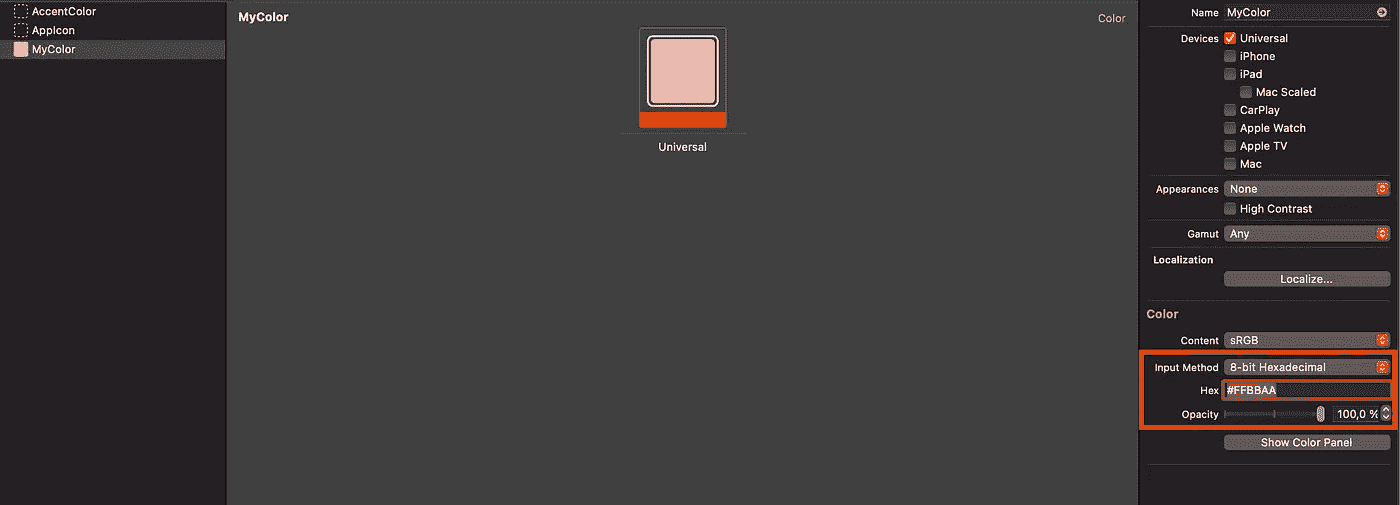 AccentColor
AppIcon
MyColor
MyColor
Color
Universal
Name MyColor
Devices Universal
iPhone
iPad
Mac Scaled
CarPlay
Apple Watch
Apple TV
Mac
Appearances None
High Contrast
Gamut Any
Localization
Localize...
Color
Content sRGB
Input Method 8-bit Hexadecimal
Hex #FFBBAA
Opacity 100,0 %
Show Color Panel